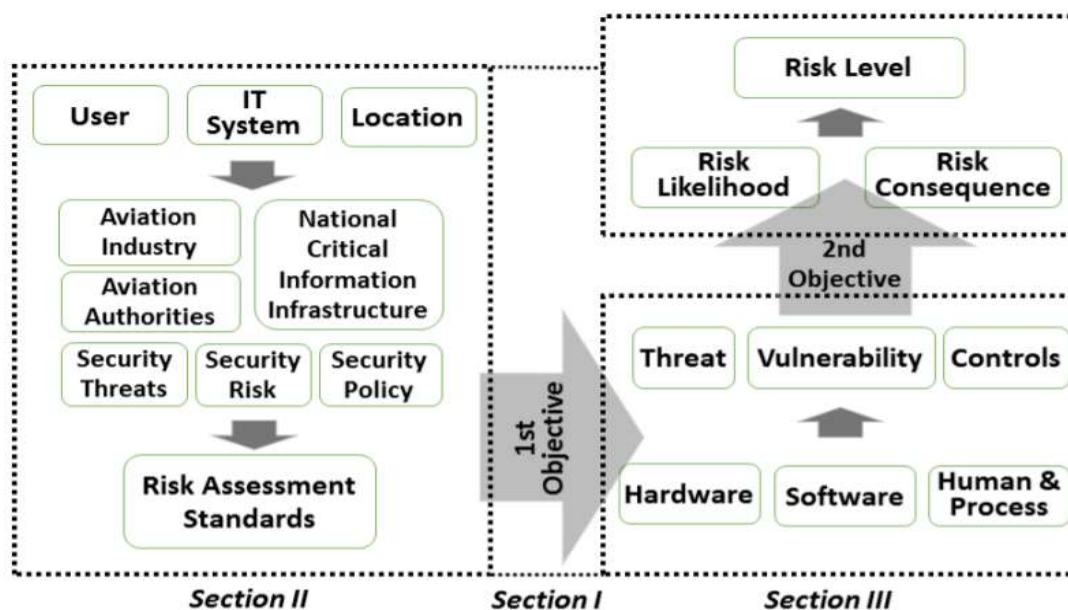 User
IT
System
Location
Aviation
Industry
National
Critical
Information
Infrastructure
Aviation
Authorities
Security
Threats
Security
Risk
Security
Policy
Risk Assessment
Standards
1st
Objective
Risk Level
Risk
Likelihood
Risk
Consequence
2nd
Objective
Threat
Vulnerability
Controls
Hardware
Software
Human &
Process
Section II
Section I
Section III